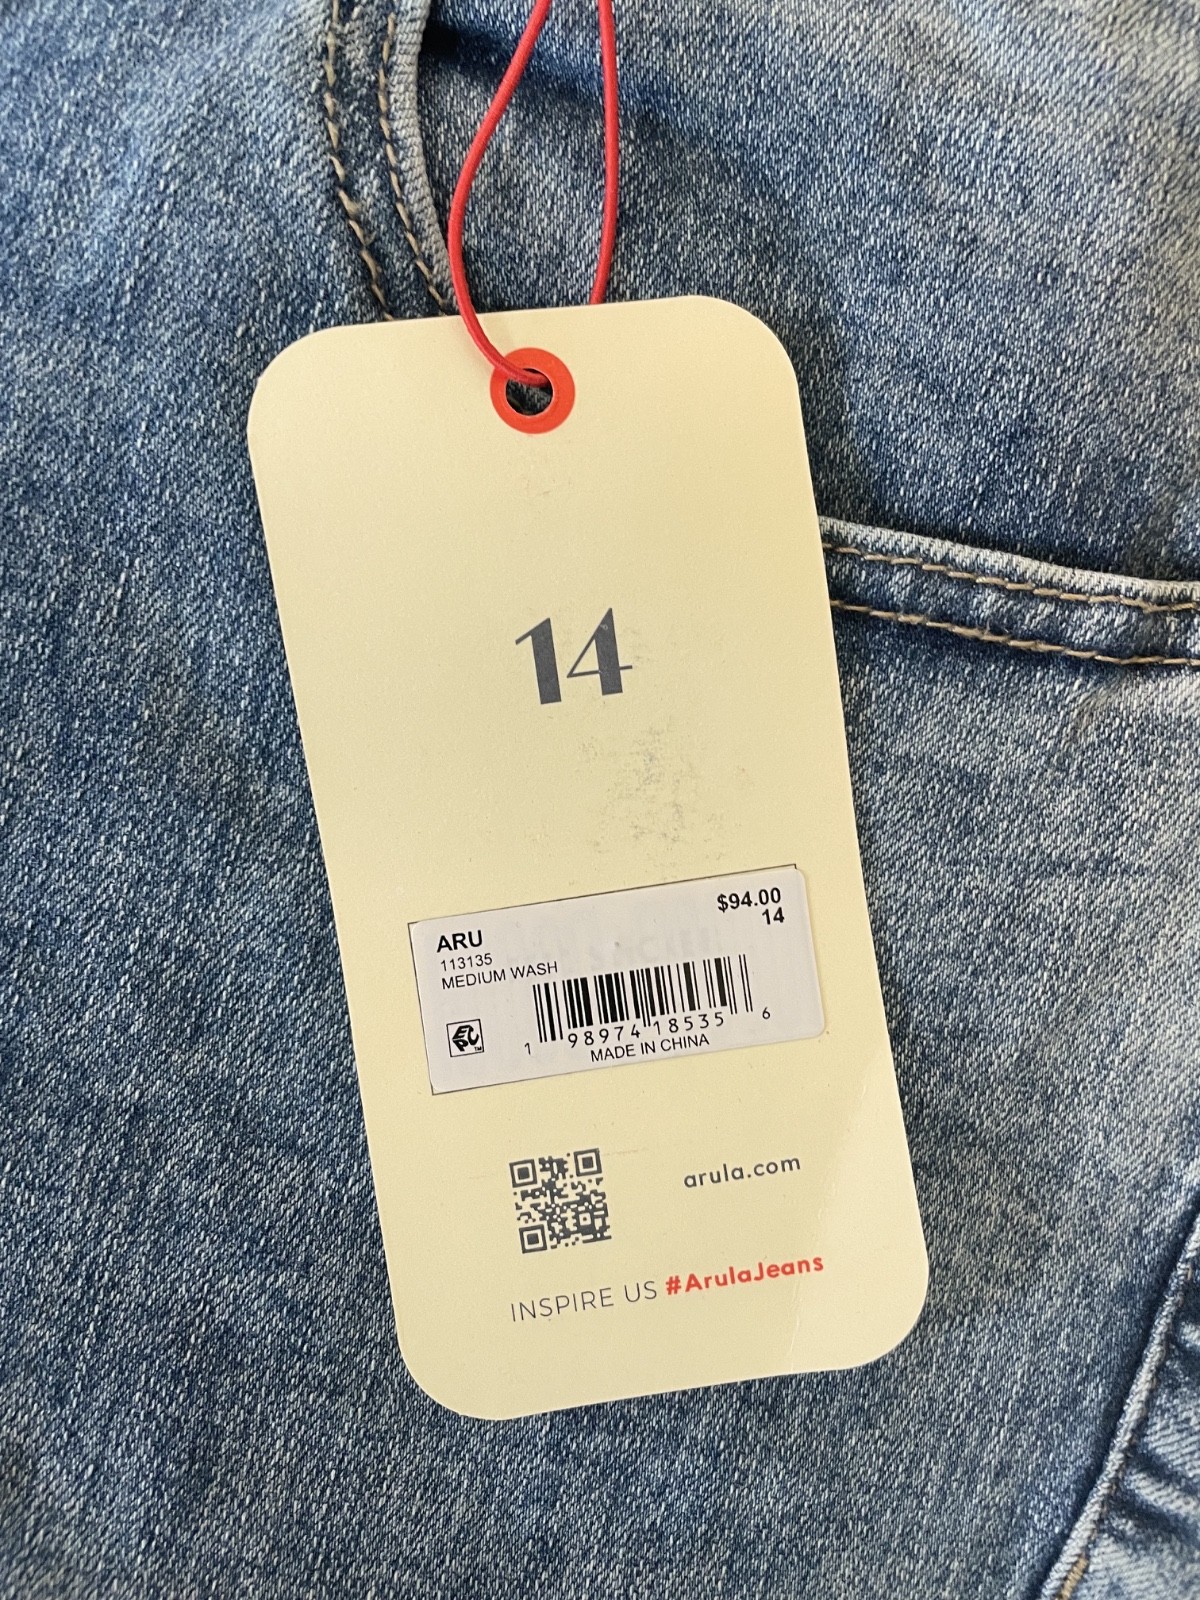 14
$94.00
14
ARU
113135
MEDIUM WASH
EPC™
1 98974 18535 6
MADE IN CHINA
arula.com
INSPIRE US #ArulaJeans